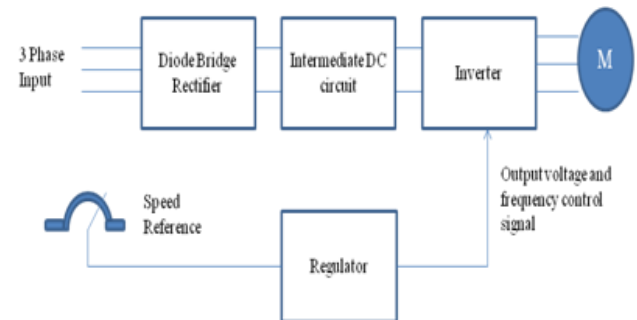 3 Phase
Input
Diode Bridge
Rectifier
Intermediate DC
circuit
Inverter
M
Speed
Reference
Regulator
Output voltage and
frequency control
signal